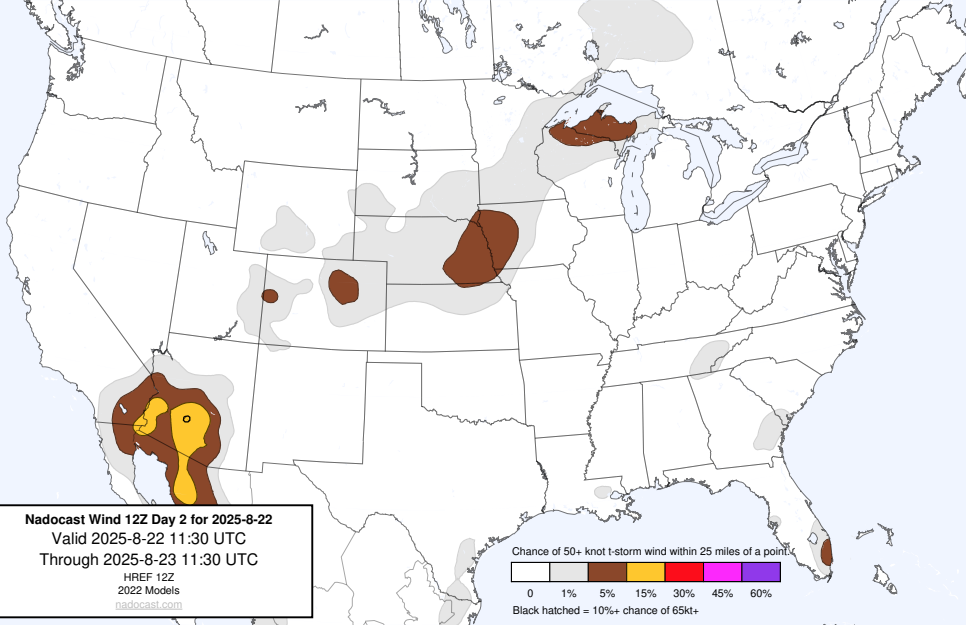 Nadocast Wind 12Z Day 2 for 2025-8-22
Valid 2025-8-22 11:30 UTC
Through 2025-8-23 11:30 UTC
HREF 12Z
2022 Models
nadocast.com
Chance of 50+ knot t-storm wind within 25 miles of a point.
0 1% 5% 15% 30% 45% 60%
Black hatched = 10%+ chance of 65kt+